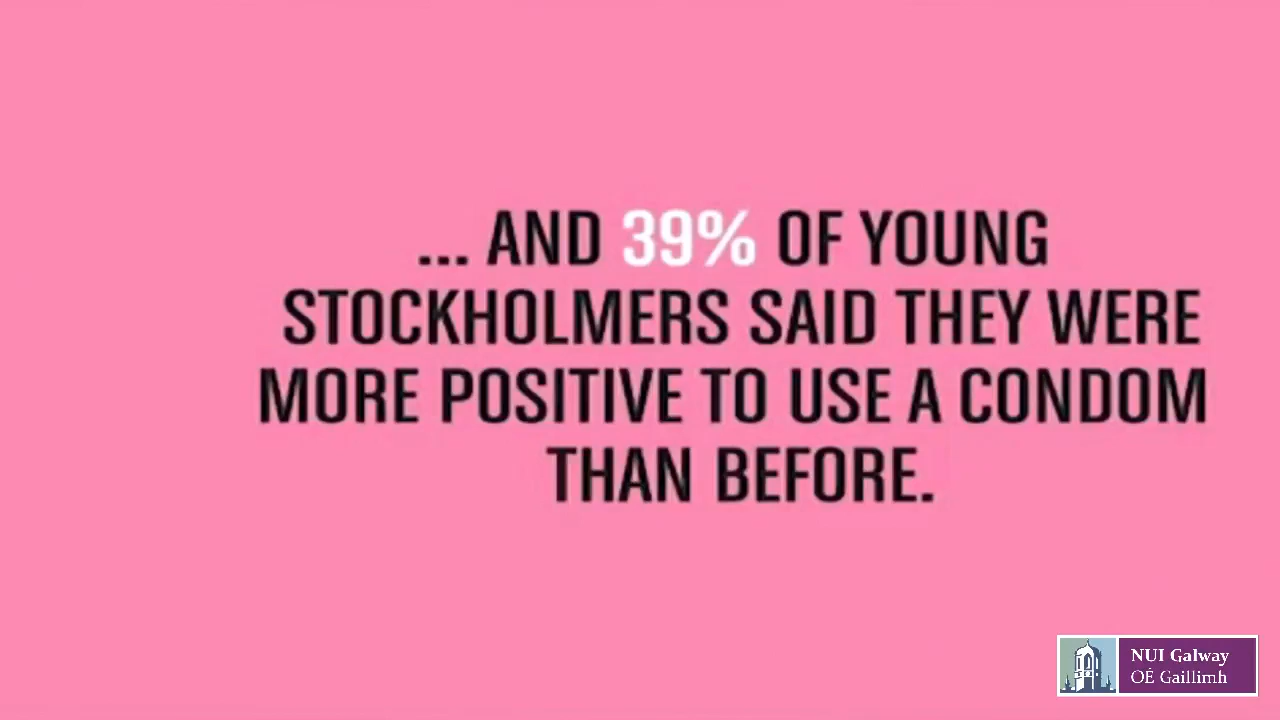 ... AND 39% OF YOUNG
STOCKHOLMERS SAID THEY WERE
MORE POSITIVE TO USE A CONDOM
THAN BEFORE.
NUI Galway
OÉ Gaillimh